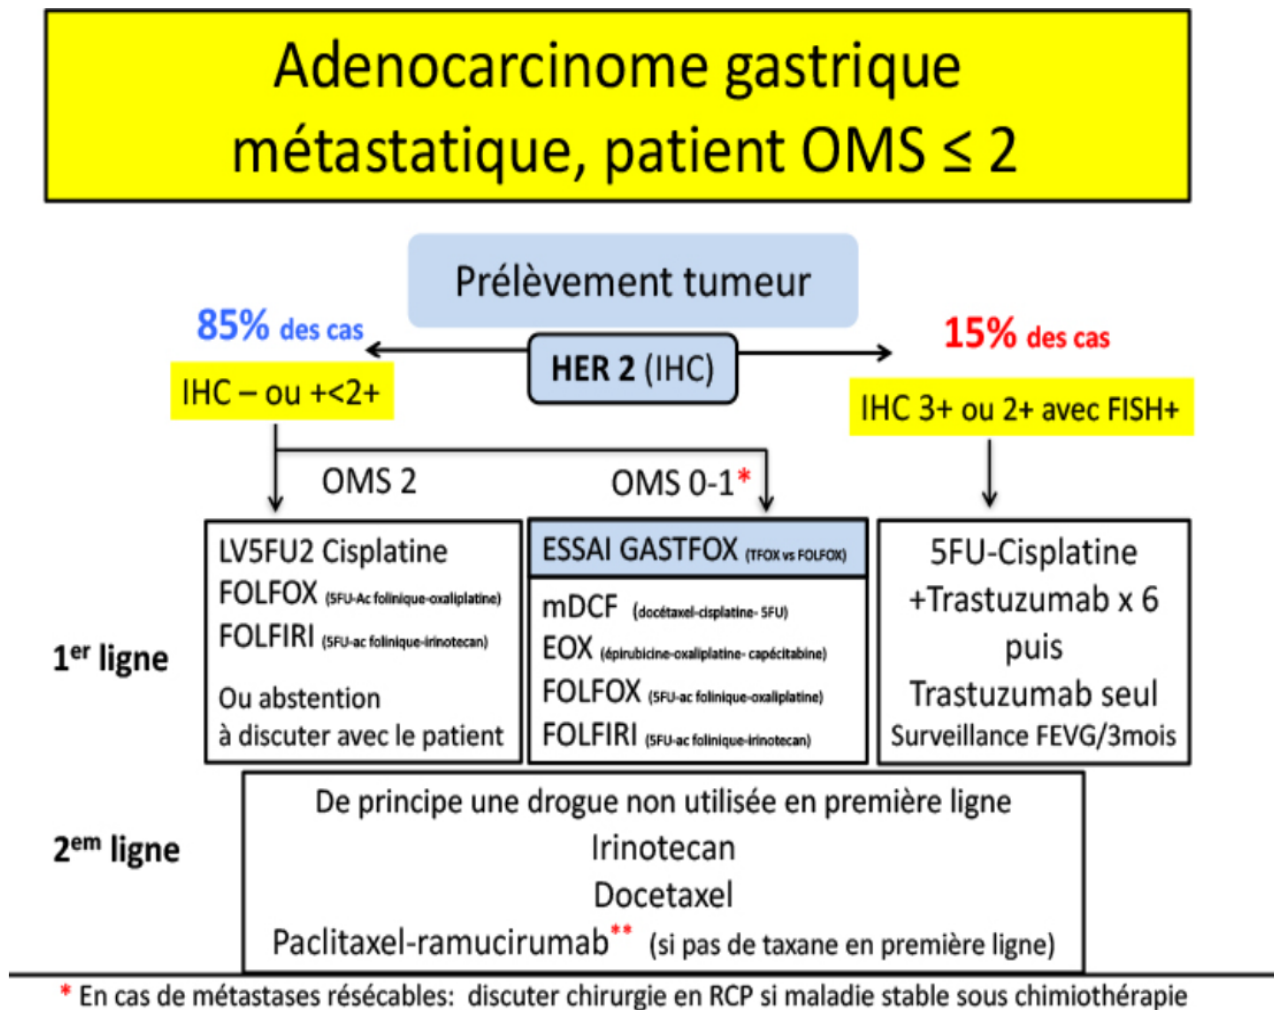 Adenocarcinome gastrique
métastatique, patient OMS ≤ 2
Prélèvement tumeur
85% des cas
15% des cas
HER 2 (IHC)
IHC – ou +<2+
IHC 3+ ou 2+ avec FISH+
OMS 2
OMS 0-1*
1er ligne
LV5FU2 Cisplatine
FOLFOX (5FU-Ac folinique-oxaliplatine)
FOLFIRI (5FU-ac folinique-irinotecan)
Ou abstention
à discuter avec le patient
ESSAI GASTFOX (TFOX vs FOLFOX)
mDCF (docétaxel-cisplatine- 5FU)
EOX (épirubicine-oxaliplatine- capécitabine)
FOLFOX (5FU-ac folinique-oxaliplatine)
FOLFIRI (5FU-ac folinique-irinotecan)
5FU-Cisplatine
+Trastuzumab x 6
puis
Trastuzumab seul
Surveillance FEVG/3mois
2em ligne
De principe une drogue non utilisée en première ligne
Irinotecan
Docetaxel
Paclitaxel-ramucirumab** (si pas de taxane en première ligne)
* En cas de métastases résécables: discuter chirurgie en RCP si maladie stable sous chimiothérapie